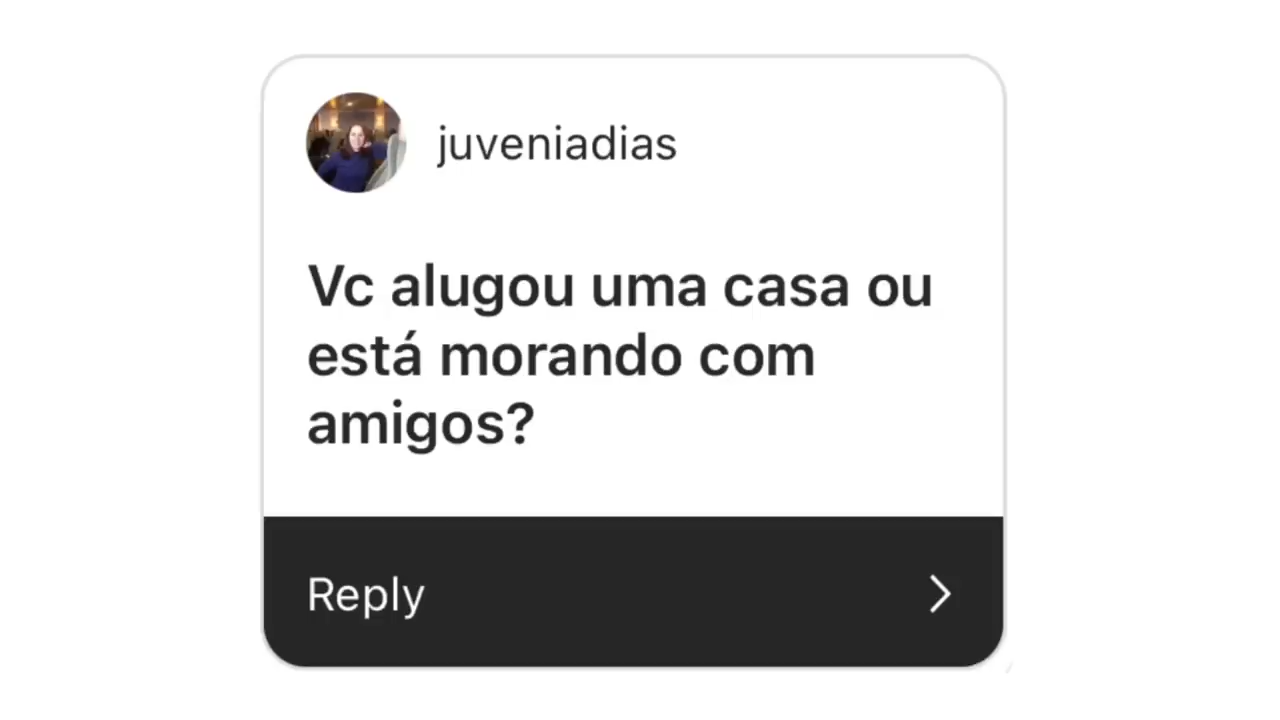 juveniadias
Vc alugou uma casa ou
está morando com
amigos?
Reply